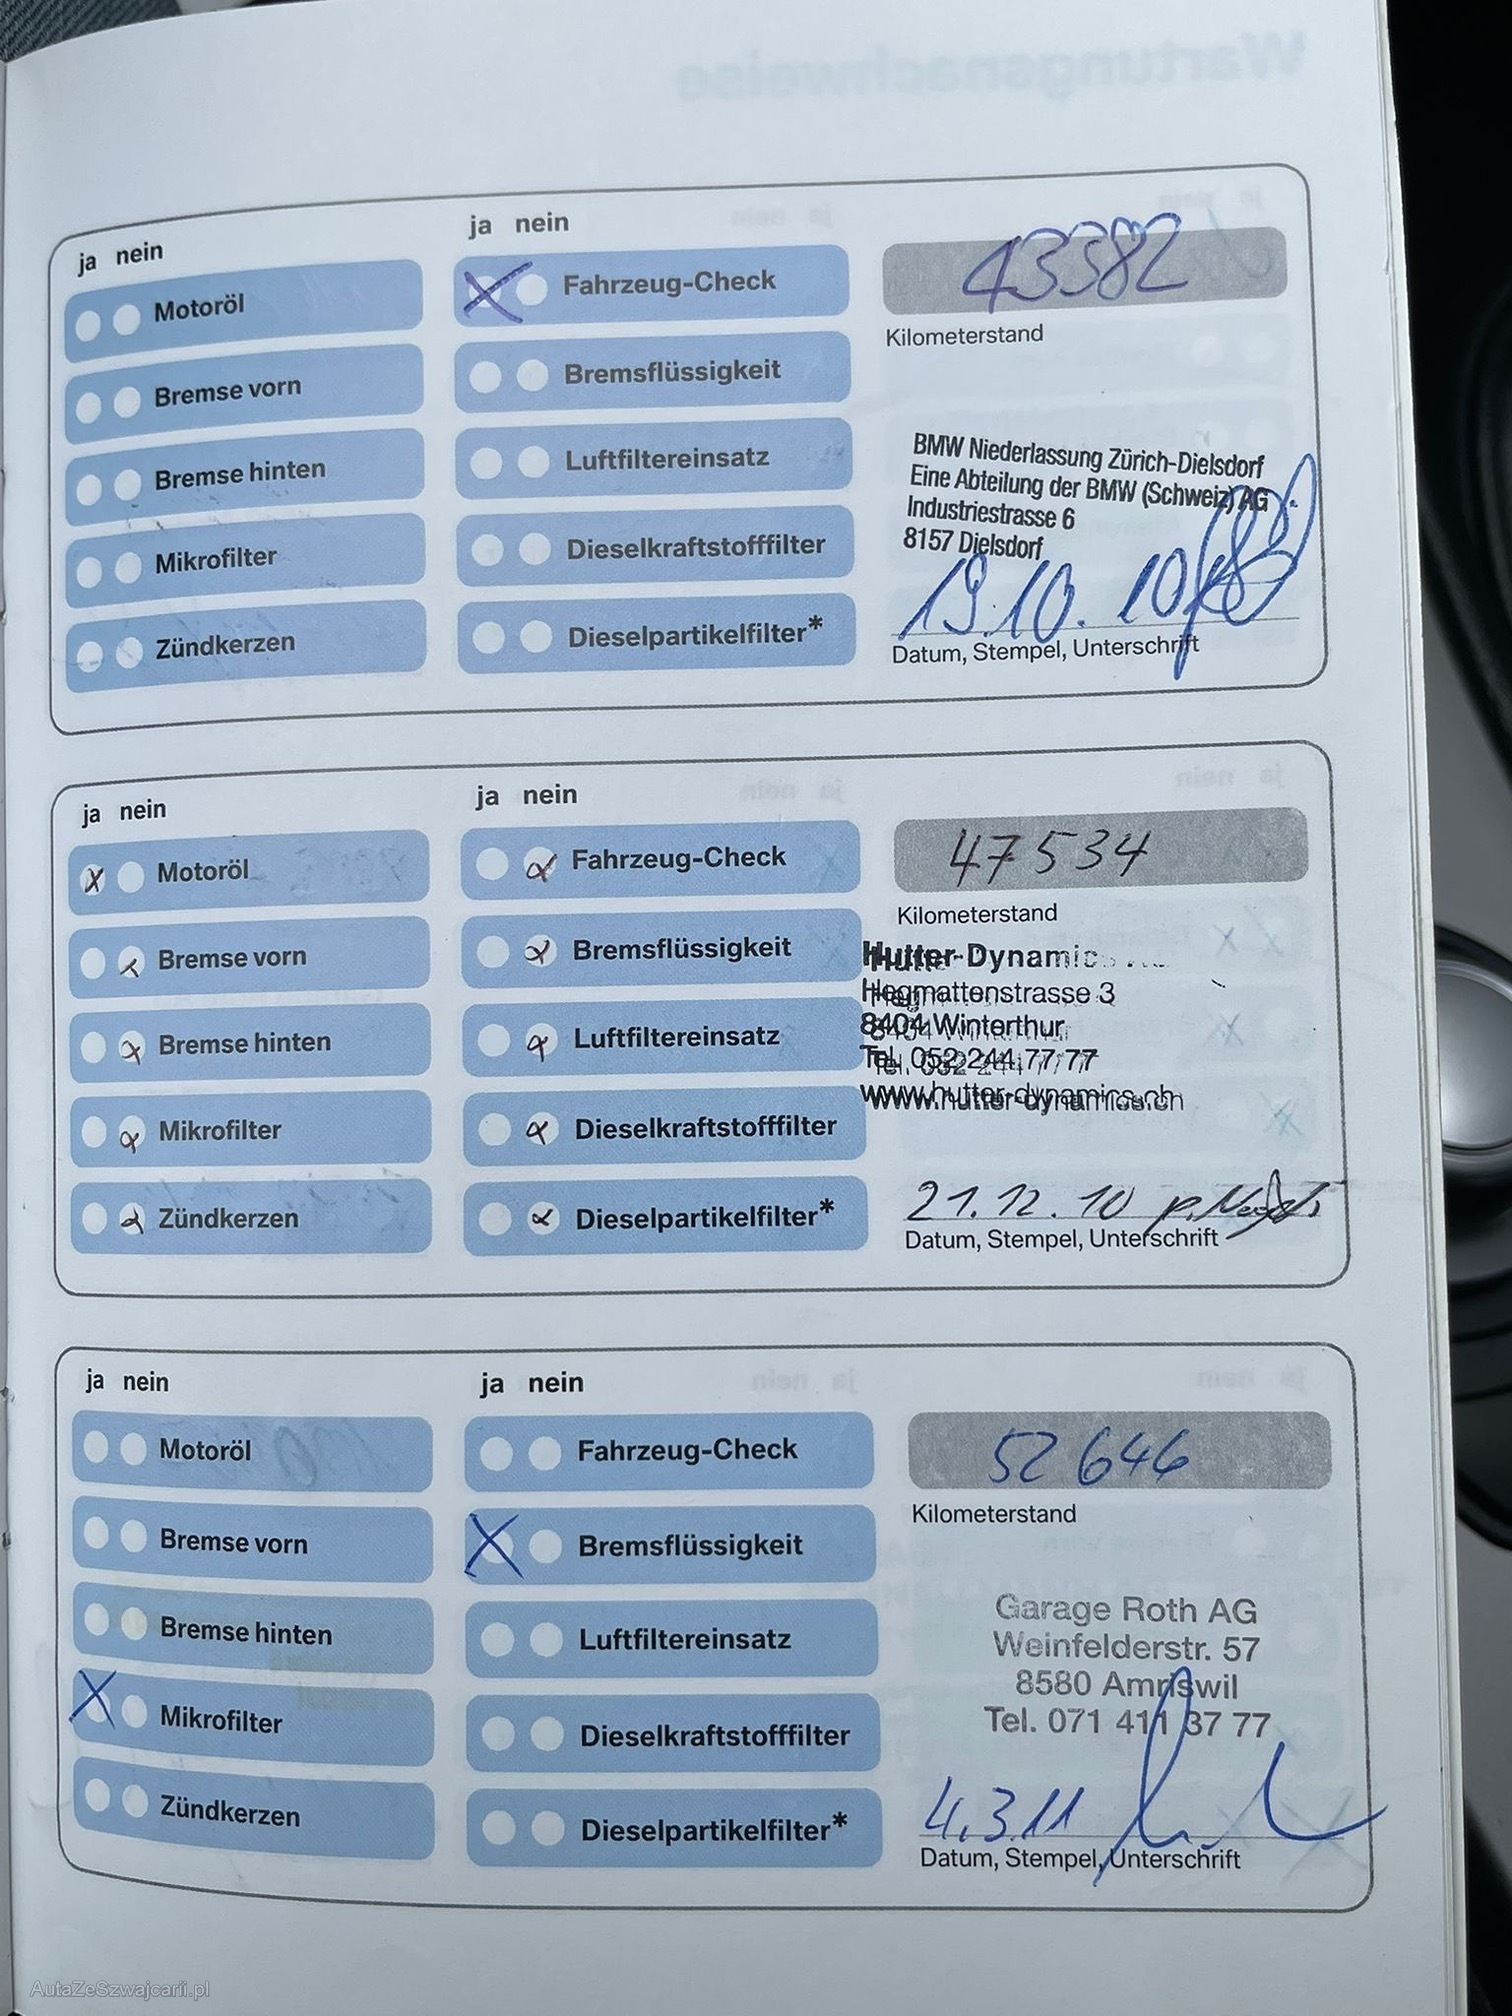 ja nein
Motoröl
Bremse vorn
Bremse hinten
Mikrofilter
Zündkerzen
ja nein
Fahrzeug-Check
Bremsflüssigkeit
Luftfiltereinsatz
Dieselkraftstofffilter
Dieselpartikelfilter*
43382
Kilometerstand
BMW Niederlassung Zürich-Dielsdorf
Eine Abteilung der BMW (Schweiz) AG
Industriestrasse 6
8157 Dielsdorf
19.10.10
Datum, Stempel, Unterschrift
ja nein
Motoröl
Bremse vorn
Bremse hinten
Mikrofilter
Zündkerzen
ja nein
Fahrzeug-Check
Bremsflüssigkeit
Luftfiltereinsatz
Dieselkraftstofffilter
Dieselpartikelfilter*
47534
Kilometerstand
Hutter Dynamics
Hegmattenstrasse 3
8404 Winterthur
Tel. 052 244 77 77
www.hutter-dynamics.ch
21.12.10
Datum, Stempel, Unterschrift
ja nein
Motoröl
Bremse vorn
Bremse hinten
Mikrofilter
Zündkerzen
ja nein
Fahrzeug-Check
Bremsflüssigkeit
Luftfiltereinsatz
Dieselkraftstofffilter
Dieselpartikelfilter*
52646
Kilometerstand
Garage Roth AG
Weinfelderstr. 57
8580 Amriswil
Tel. 071 411 37 77
4.3.11
Datum, Stempel, Unterschrift
AutaZeSzwajcarii.pl